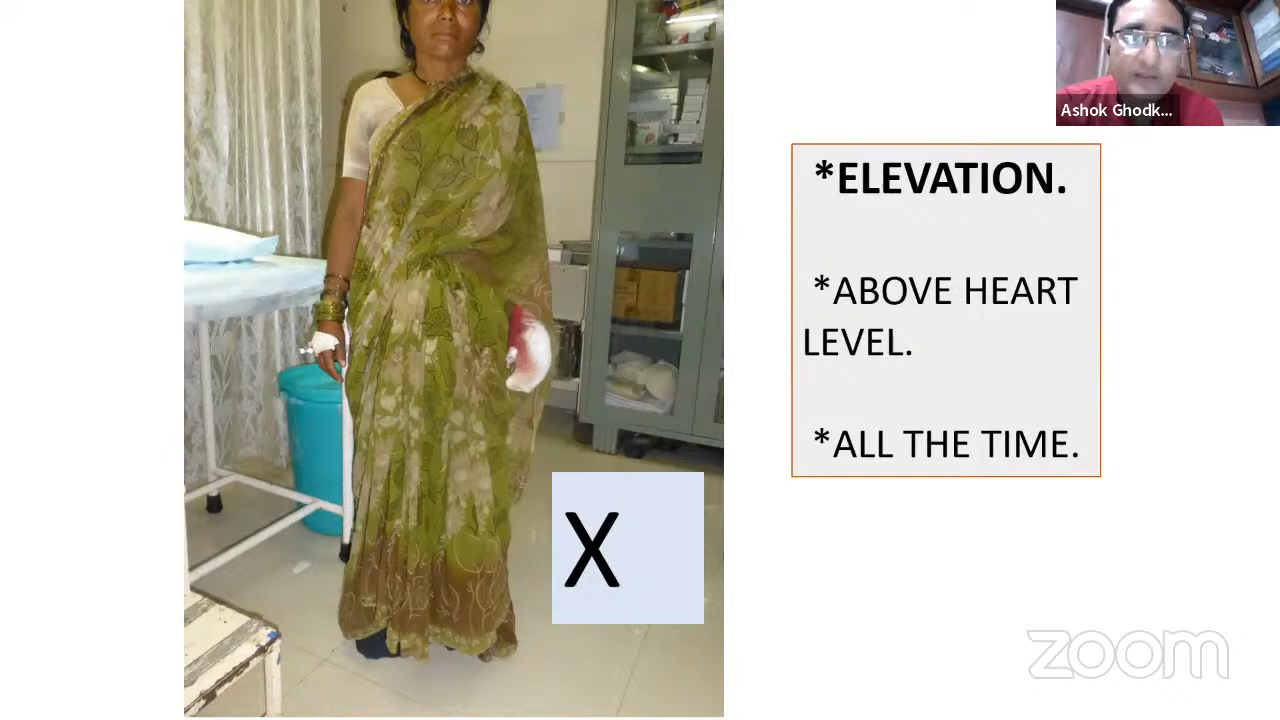 Ashok Ghodk...
*ELEVATION.
*ABOVE HEART
LEVEL.
*ALL THE TIME.
X
zoom